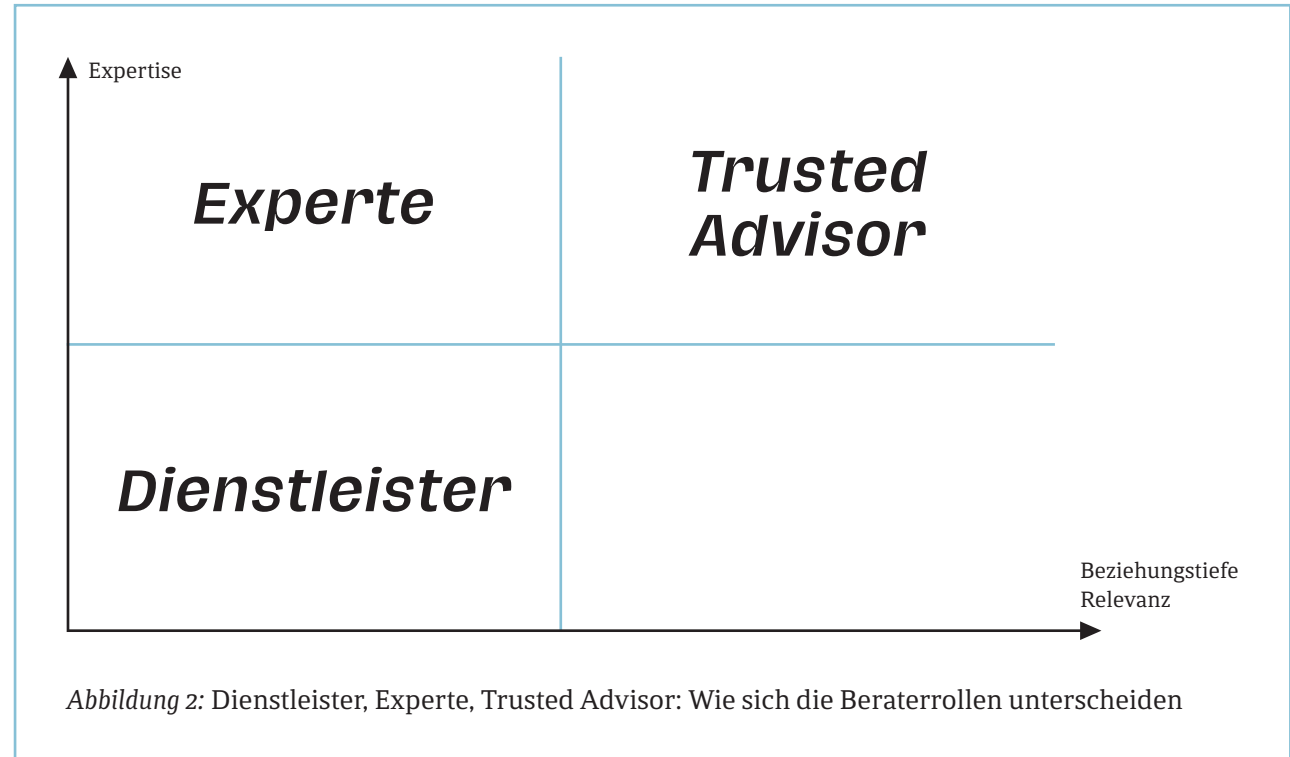 Expertise
Experte
Trusted
Advisor
Dienstleister
Beziehungstiefe
Relevanz
Abbildung 2: Dienstleister, Experte, Trusted Advisor: Wie sich die Beraterrollen unterscheiden